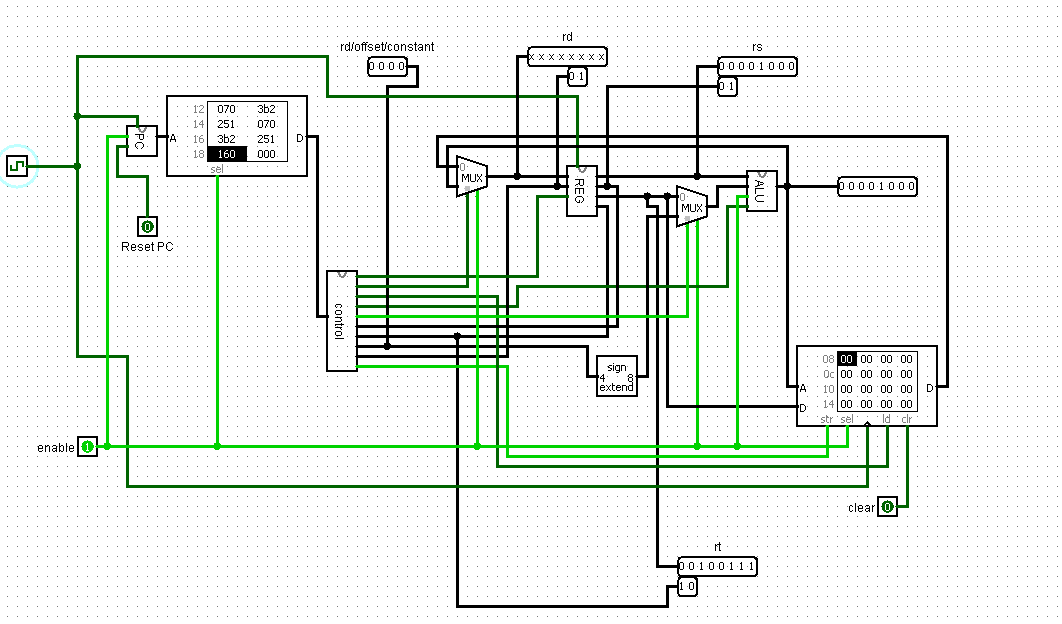 rd/offset/constant
0 0 0 0
rd
x x x x x x x x
0 1
rs
0 0 0 0 1 0 0 0
0 1
PC
A
12 070 3b2
14 251 070
16 3b2 251
18 160 000
sel
D
0
Reset PC
0
MUX
REG
0
MUX
ALU
0 0 0 0 1 0 0 0
control
sign
4 8
extend
08 00 00 00 00
0c 00 00 00 00
10 00 00 00 00
14 00 00 00 00
A
D
D
str sel ld clr
enable
1
clear
0
rt
0 0 1 0 0 1 1 1
1 0